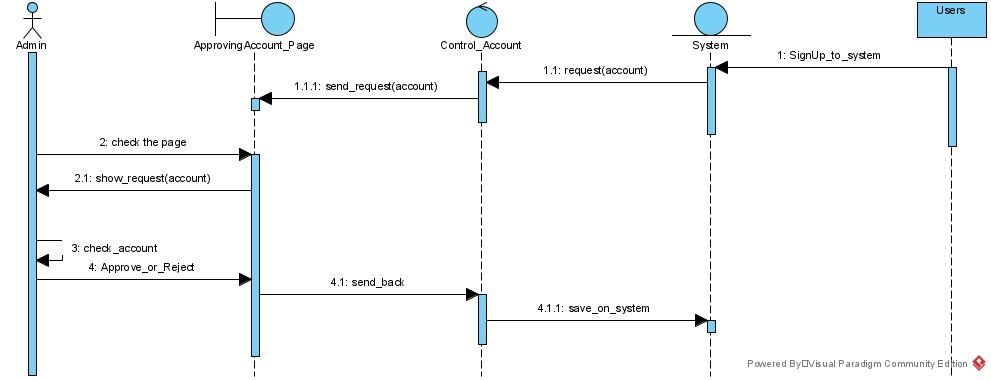 Users
Admin
ApprovingAccount_Page
Control_Account
System
1: SignUp_to_system
1.1: request(account)
1.1.1: send_request(account)
2: check the page
2.1: show_request(account)
3: check_account
4: Approve_or_Reject
4.1: send_back
4.1.1: save_on_system
Powered By□Visual Paradigm Community Edition